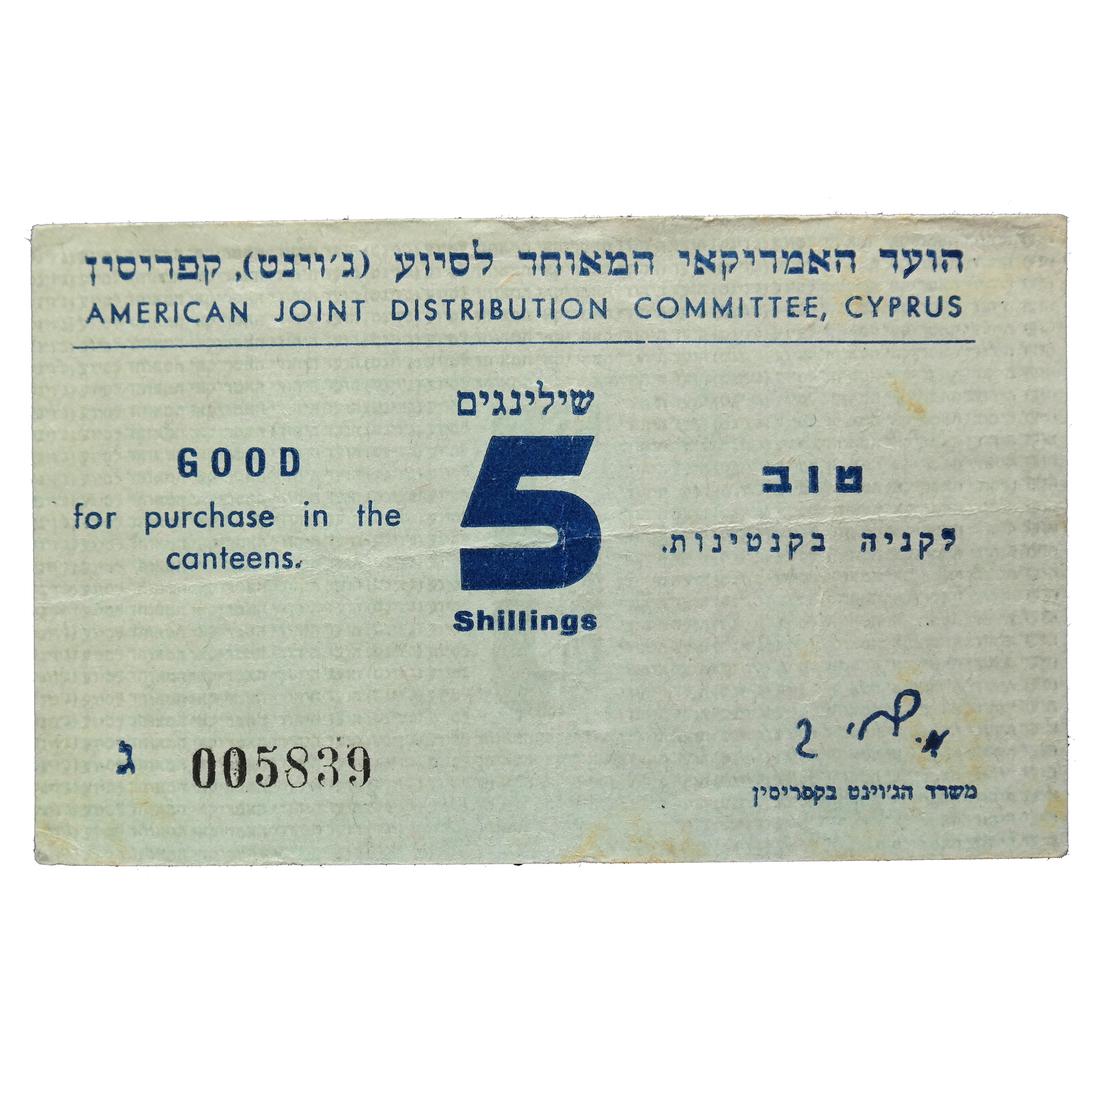 הועד האמריקאי המאוחד לסיוע (ג'וינט), קפריסין
AMERICAN JOINT DISTRIBUTION COMMITTEE, CYPRUS
שילינגים
5
Shillings
GOOD
for purchase in the
canteens.
טוב
לקניה בקנטינות.
ג 005839
משרד הג'וינט בקפריסין